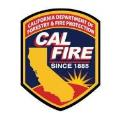 CALIFORNIA DEPARTMENT OF
FORESTRY & FIRE PROTECTION
CAL
FIRE
SINCE 1885